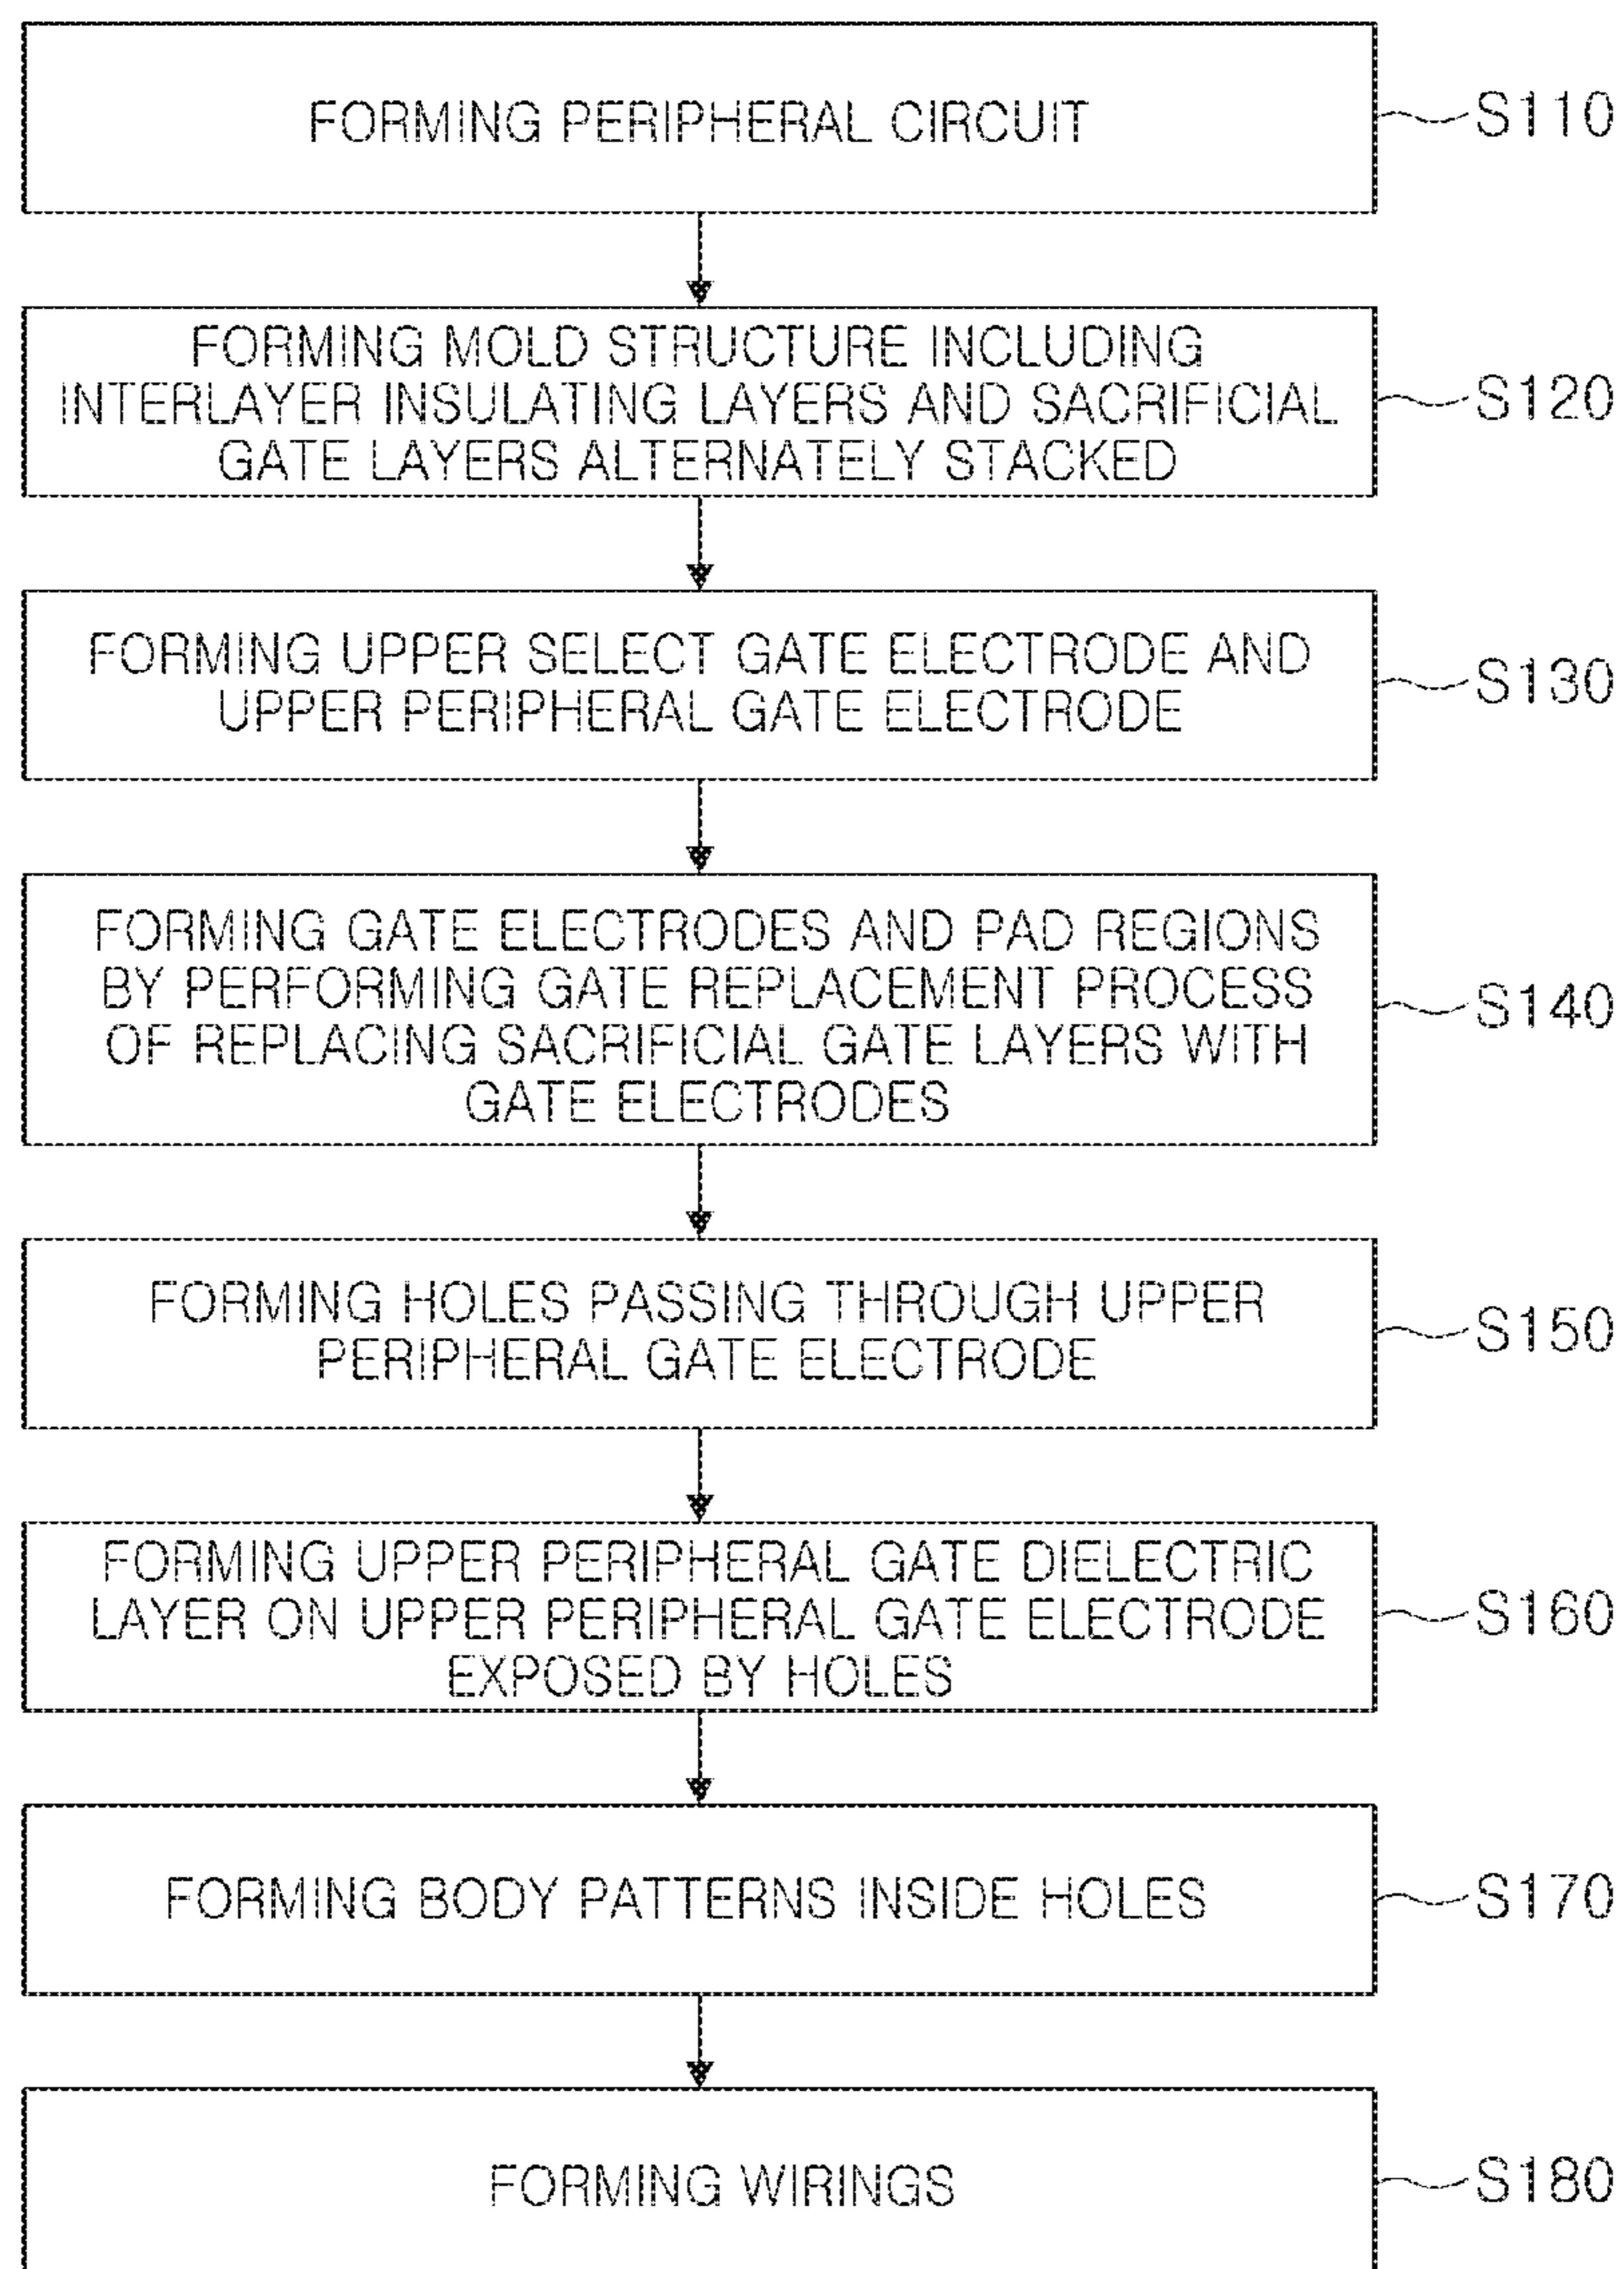 FORMING PERIPHERAL CIRCUIT
S110
FORMING MOLD STRUCTURE INCLUDING
INTERLAYER INSULATING LAYERS AND SACRIFICIAL
GATE LAYERS ALTERNATELY STACKED
S120
FORMING UPPER SELECT GATE ELECTRODE AND
UPPER PERIPHERAL GATE ELECTRODE
S130
FORMING GATE ELECTRODES AND PAD REGIONS
BY PERFORMING GATE REPLACEMENT PROCESS
OF REPLACING SACRIFICIAL GATE LAYERS WITH
GATE ELECTRODES
S140
FORMING HOLES PASSING THROUGH UPPER
PERIPHERAL GATE ELECTRODE
S150
FORMING UPPER PERIPHERAL GATE DIELECTRIC
LAYER ON UPPER PERIPHERAL GATE ELECTRODE
EXPOSED BY HOLES
S160
FORMING BODY PATTERNS INSIDE HOLES
S170
FORMING WIRINGS
S180